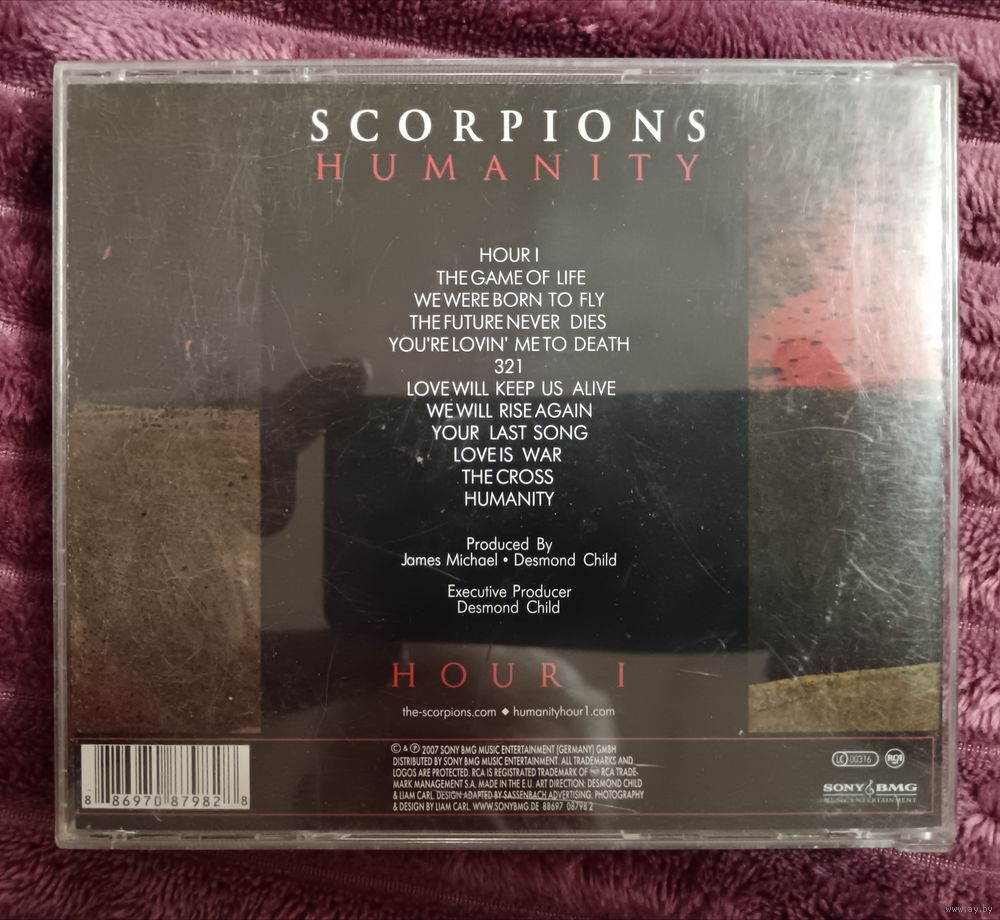 SCORPIONS
HUMANITY
HOUR I
THE GAME OF LIFE
WE WERE BORN TO FLY
THE FUTURE NEVER DIES
YOU'RE LOVIN' ME TO DEATH
321
LOVE WILL KEEP US ALIVE
WE WILL RISE AGAIN
YOUR LAST SONG
LOVE IS WAR
THE CROSS
HUMANITY
Produced By
James Michael • Desmond Child
Executive Producer
Desmond Child
HOUR I
the-scorpions.com ◆ humanityhour1.com
8 86970 87982 8
© & ℗ 2007 SONY BMG MUSIC ENTERTAINMENT (GERMANY) GMBH
DISTRIBUTED BY SONY BMG MUSIC ENTERTAINMENT. ALL TRADEMARKS AND
LOGOS ARE PROTECTED. RCA IS REGISTERED TRADEMARK OF RCA TRADE-
MARK MANAGEMENT S.A. MADE IN THE E.U. ART DIRECTION: DESMOND CHILD
& LIAM CARL. DESIGN ADAPTED BY SASSENBACH ADVERTISING. PHOTOGRAPHY
& DESIGN BY LIAM CARL. WWW.SONYBMG.DE 88697 08798 2
LC 00316
RCA
SONY BMG
MUSIC ENTERTAINMENT
www.ay.by